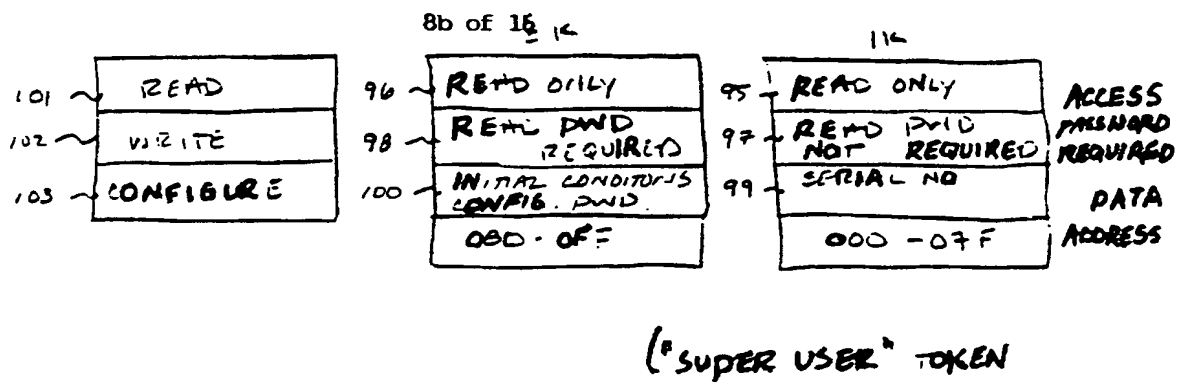 8b of 16 1K
1K
101 READ
102 WRITE
103 CONFIGURE
96 READ ONLY
98 READ PWD
REQUIRED
100 INITIAL CONDITIONS
CONFIG. PWD.
080-0FF
95 READ ONLY
97 READ PWD
NOT REQUIRED
99 SERIAL NO
000-07F
ACCESS
PASSWORD
REQUIRED
DATA
ADDRESS
("SUPER USER" TOKEN